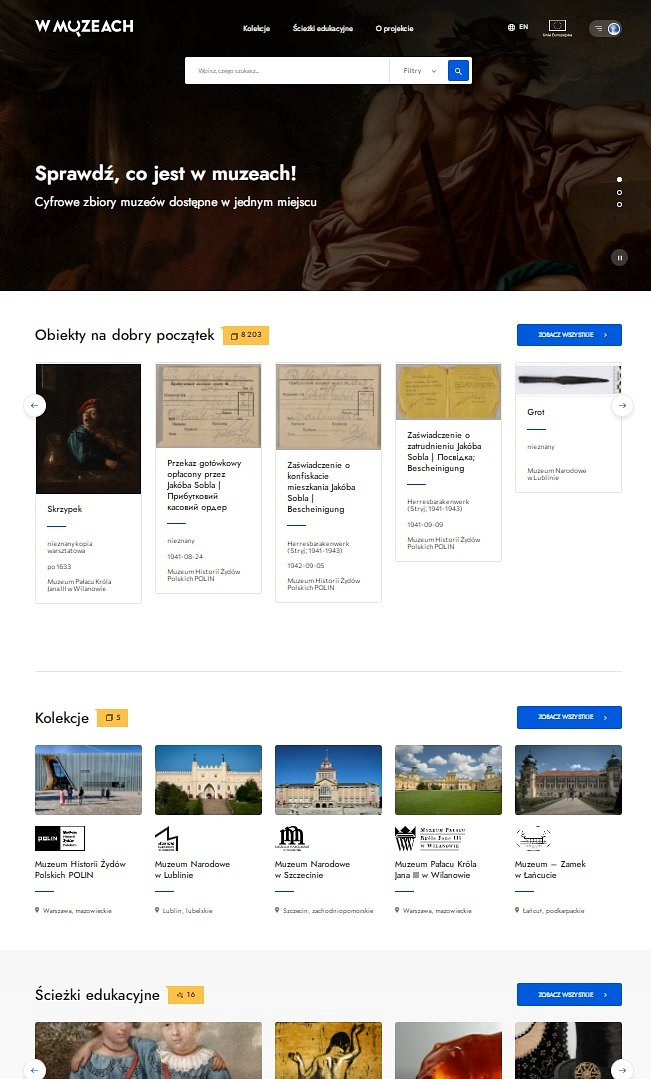 W MUZEACH
Kolekcje
Ścieżki edukacyjne
O projekcie
EN
Unia Europejska
Wpisz, czego szukasz...
Filtry
Sprawdź, co jest w muzeach!
Cyfrowe zbiory muzeów dostępne w jednym miejscu
Obiekty na dobry początek
8 203
ZOBACZ WSZYSTKIE
Skrzypek
nieznany kopia
warsztatowa
po 1633
Muzeum Pałacu Króla
Jana III w Wilanowie
Przekaz gotówkowy
opłacony przez
Jakóba Sobla |
Прибутковий
касовий ордер
nieznany
1941-08-24
Muzeum Historii Żydów
Polskich POLIN
Zaświadczenie o
konfiskacie
mieszkania Jakóba
Sobla |
Bescheinigung
Herresbarakenwerk
(Stryj; 1941-1943)
1942-09-05
Muzeum Historii Żydów
Polskich POLIN
Zaświadczenie o
zatrudnieniu Jakóba
Sobla | Посвідка;
Bescheinigung
Herresbarakenwerk
(Stryj; 1941-1943)
1941-09-09
Muzeum Historii Żydów
Polskich POLIN
Grot
nieznany
Muzeum Narodowe
w Lublinie
Kolekcje
5
ZOBACZ WSZYSTKIE
POLIN
Muzeum
Historii
Żydów
Polskich
Muzeum Historii Żydów
Polskich POLIN
Warszawa, mazowieckie
Muzeum Narodowe
w Lublinie
Lublin, lubelskie
Muzeum Narodowe
w Szczecinie
Szczecin, zachodniopomorskie
Muzeum Pałacu
Króla Jana III
w Wilanowie
Muzeum Pałacu Króla
Jana III w Wilanowie
Warszawa, mazowieckie
Muzeum – Zamek
w Łańcucie
Łańcut, podkarpackie
Ścieżki edukacyjne
16
ZOBACZ WSZYSTKIE